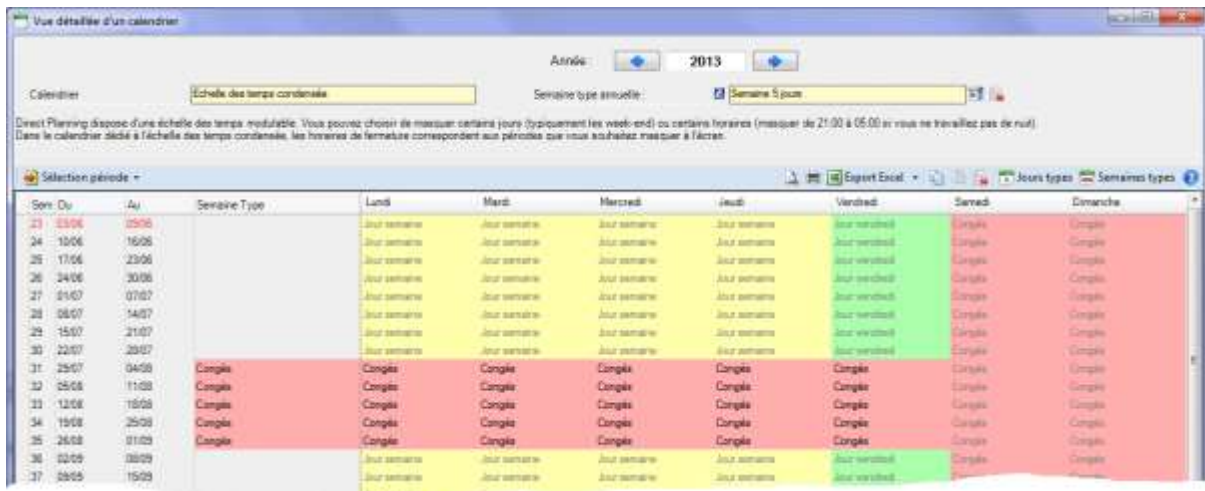 Vue détaillée d'un calendrier
Année 2013
Calendrier Echelle des temps condensée Semaine type annuelle Semaine 5 jours
Direct Planning dispose d'une échelle des temps modulable. Vous pouvez choisir de masquer certains jours (typiquement les week-end) ou certains horaires (masquer de 21:00 à 05:00 si vous ne travaillez pas de nuit)
Dans le calendrier dédié à l'échelle des temps condensée, les horaires de fermeture correspondent aux périodes que vous souhaitez masquer à l'écran.
Sélection période Export Excel Jours types Semaines types
Sem Du Au Semaine Type Lundi Mardi Mercredi Jeudi Vendredi Samedi Dimanche
23 03/06 09/06 Jour semaine Jour semaine Jour semaine Jour semaine Jour vendredi Congés Congés
24 10/06 16/06 Jour semaine Jour semaine Jour semaine Jour semaine Jour vendredi Congés Congés
25 17/06 23/06 Jour semaine Jour semaine Jour semaine Jour semaine Jour vendredi Congés Congés
26 24/06 30/06 Jour semaine Jour semaine Jour semaine Jour semaine Jour vendredi Congés Congés
27 01/07 07/07 Jour semaine Jour semaine Jour semaine Jour semaine Jour vendredi Congés Congés
28 08/07 14/07 Jour semaine Jour semaine Jour semaine Jour semaine Jour vendredi Congés Congés
29 15/07 21/07 Jour semaine Jour semaine Jour semaine Jour semaine Jour vendredi Congés Congés
30 22/07 28/07 Jour semaine Jour semaine Jour semaine Jour semaine Jour vendredi Congés Congés
31 29/07 04/08 Congés Congés Congés Congés Congés Congés Congés Congés
32 05/08 11/08 Congés Congés Congés Congés Congés Congés Congés Congés
33 12/08 18/08 Congés Congés Congés Congés Congés Congés Congés Congés
34 19/08 25/08 Congés Congés Congés Congés Congés Congés Congés Congés
35 26/08 01/09 Congés Congés Congés Congés Congés Congés Congés Congés
36 02/09 08/09 Jour semaine Jour semaine Jour semaine Jour semaine Jour vendredi Congés Congés
37 09/09 15/09 Jour semaine Jour semaine Jour semaine Jour semaine Jour vendredi Congés Congés